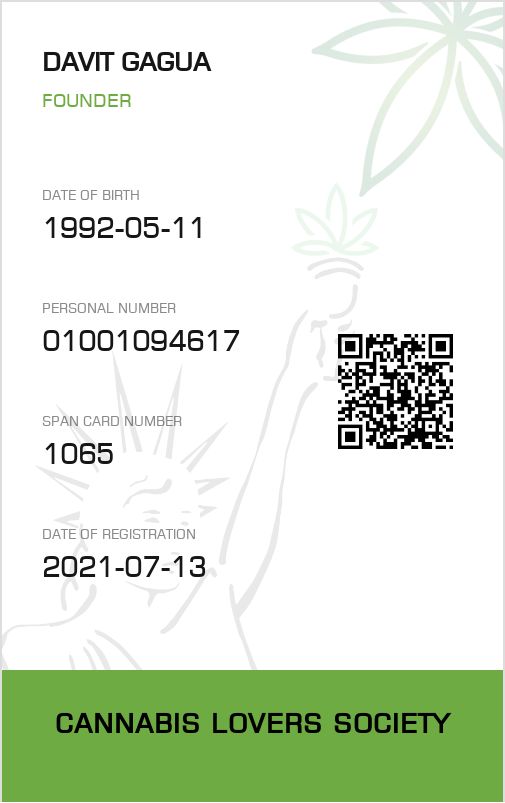 DAVIT GAGUA
FOUNDER
DATE OF BIRTH
1992-05-11
PERSONAL NUMBER
01001094617
SPAN CARD NUMBER
1065
DATE OF REGISTRATION
2021-07-13
CANNABIS LOVERS SOCIETY